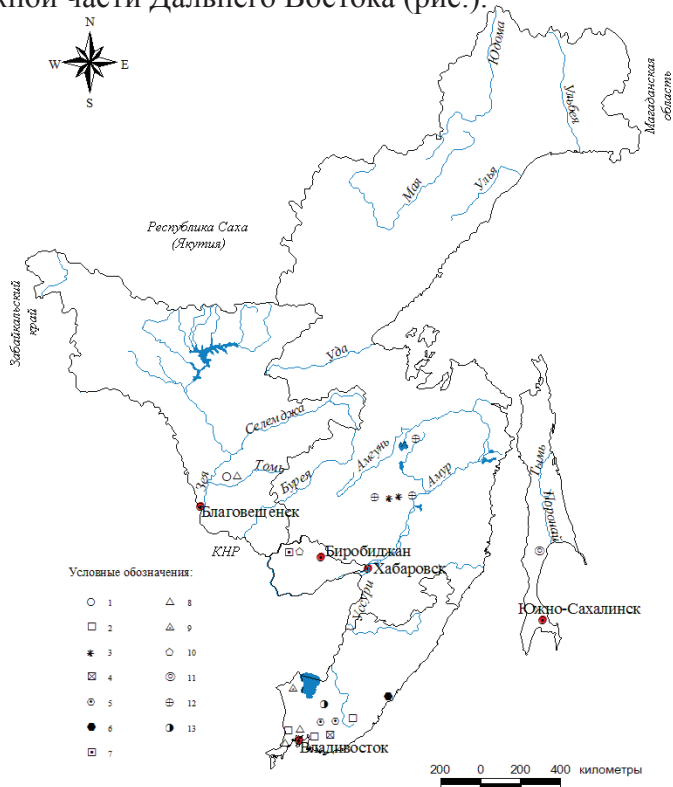 жной части Дальнего Востока (рис.).
N
W E
S
Юдома
Ульбея
Магаданская
область
Мая
Улья
Республика Саха
(Якутия)
Забайкальский
край
Уда
Селемджа
Амгунь
Амур
Тымь
Зея
Томь
Бурея
Поронай
Благовещенск
КНР
Биробиджан
Хабаровск
Условные обозначения:
Уссури
Южно-Сахалинск
1 8
2 9
3 10
4 11
5 12
6 13
7
Владивосток
200 0 200 400 километры